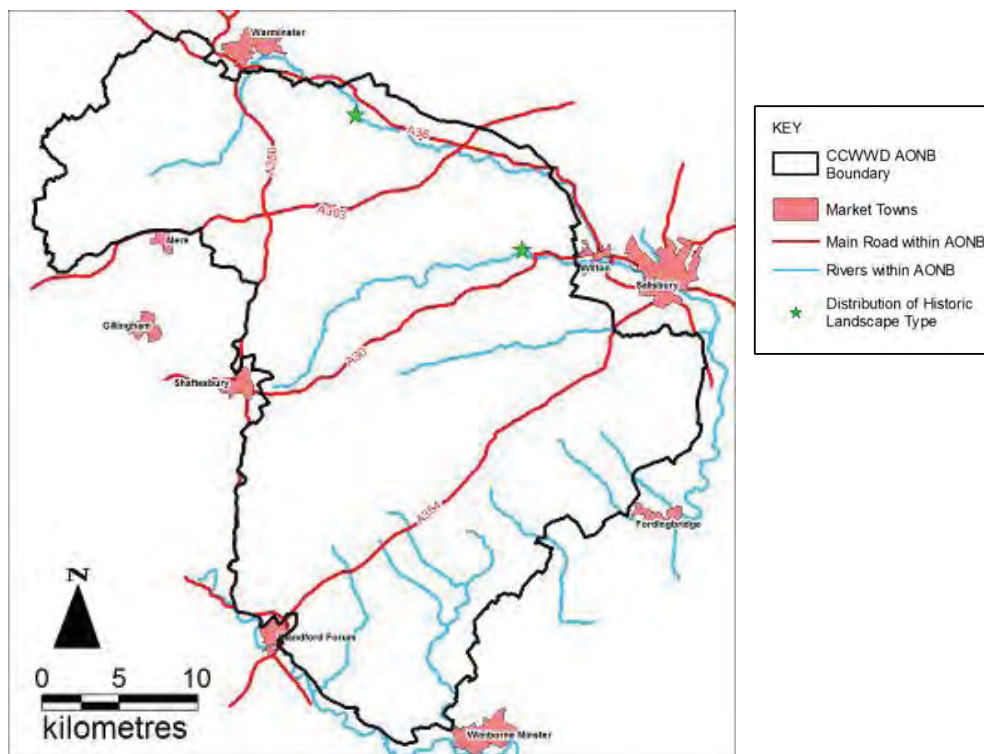 Warminster
A36
A350
A303
Mere
Wilton
Salisbury
Gillingham
A30
Shaftesbury
A354
Fordingbridge
N
Blandford Forum
0 5 10
kilometres
Wimborne Minster
KEY
CCWWD AONB
Boundary
Market Towns
Main Road within AONB
Rivers within AONB
Distribution of Historic
Landscape Type